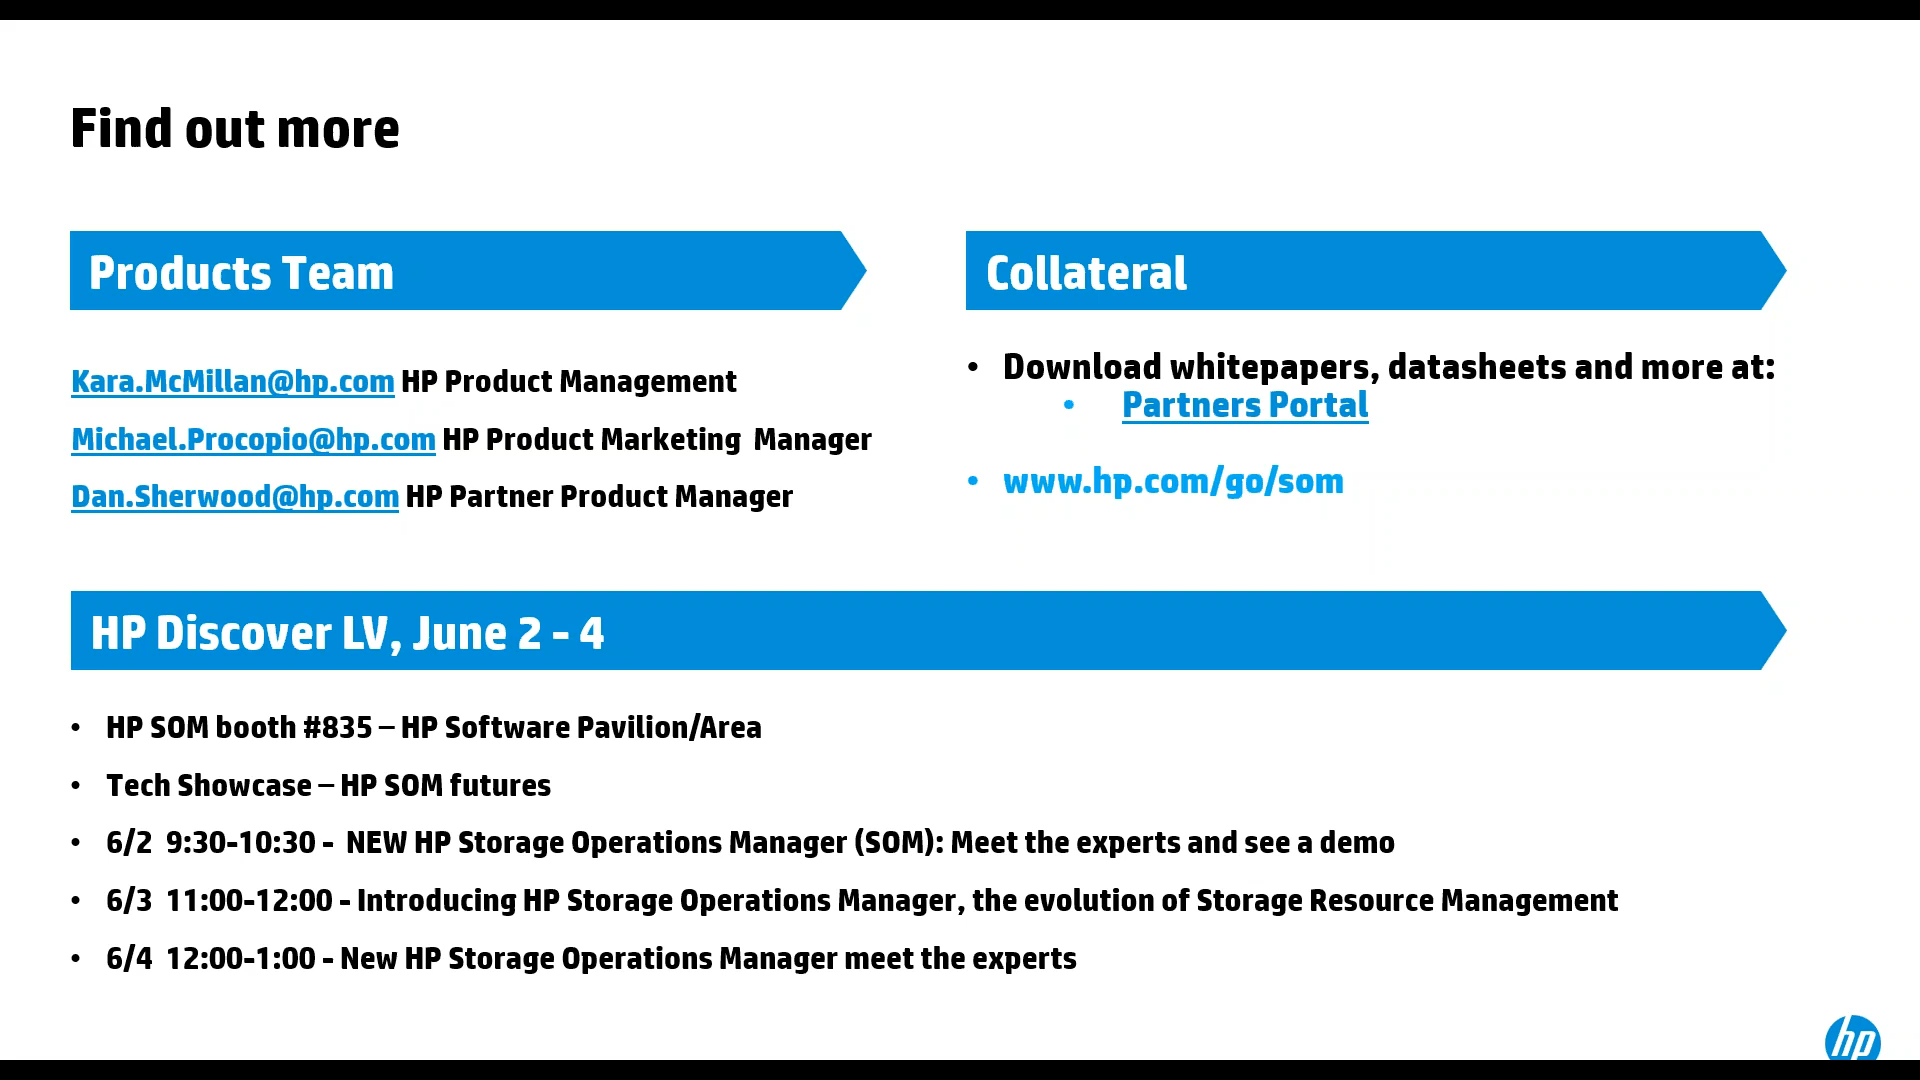 Find out more
Products Team
Kara.McMillan@hp.com HP Product Management
Michael.Procopio@hp.com HP Product Marketing  Manager
Dan.Sherwood@hp.com HP Partner Product Manager
Collateral
• Download whitepapers, datasheets and more at:
• Partners Portal
• www.hp.com/go/som
HP Discover LV, June 2 - 4
• HP SOM booth #835 – HP Software Pavilion/Area
• Tech Showcase – HP SOM futures
• 6/2  9:30-10:30 -  NEW HP Storage Operations Manager (SOM): Meet the experts and see a demo
• 6/3  11:00-12:00 - Introducing HP Storage Operations Manager, the evolution of Storage Resource Management
• 6/4  12:00-1:00 - New HP Storage Operations Manager meet the experts
hp